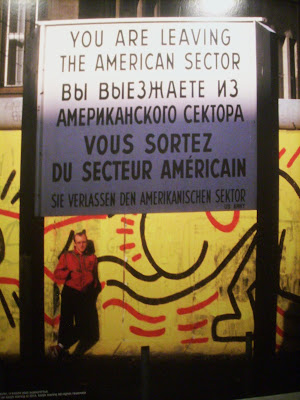 YOU ARE LEAVING
THE AMERICAN SECTOR
ВЫ ВЫЕЗЖАЕТЕ ИЗ
АМЕРИКАНСКОГО СЕКТОРА
VOUS SORTEZ
DU SECTEUR AMÉRICAIN
SIE VERLASSEN DEN AMERIKANISCHEN SEKTOR